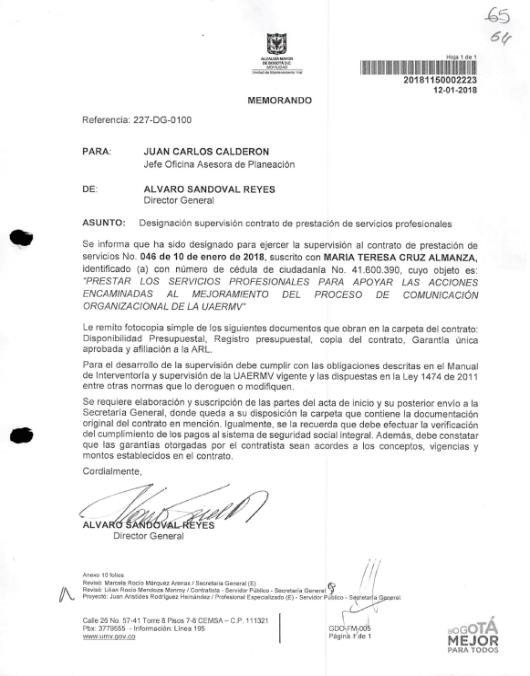 65
64
ALCALDÍA MAYOR
DE BOGOTÁ D.C.
MOVILIDAD
Unidad de Mantenimiento Vial
Hoja 1 de 1
20181150002223
12-01-2018
MEMORANDO
Referencia: 227-DG-0100
PARA: JUAN CARLOS CALDERON
Jefe Oficina Asesora de Planeación
DE: ALVARO SANDOVAL REYES
Director General
ASUNTO: Designación supervisión contrato de prestación de servicios profesionales
Se informa que ha sido designado para ejercer la supervisión al contrato de prestación de
servicios No. 046 de 10 de enero de 2018, suscrito con MARIA TERESA CRUZ ALMANZA,
identificado (a) con número de cédula de ciudadanía No. 41.600.390, cuyo objeto es:
"PRESTAR LOS SERVICIOS PROFESIONALES PARA APOYAR LAS ACCIONES
ENCAMINADAS AL MEJORAMIENTO DEL PROCESO DE COMUNICACIÓN
ORGANIZACIONAL DE LA UAERMV"
Le remito fotocopia simple de los siguientes documentos que obran en la carpeta del contrato:
Disponibilidad Presupuestal, Registro presupuestal, copia del contrato, Garantía única
aprobada y afiliación a la ARL.
Para el desarrollo de la supervisión debe cumplir con las obligaciones descritas en el Manual
de Interventoría y supervisión de la UAERMV vigente y las dispuestas en la Ley 1474 de 2011
entre otras normas que lo deroguen o modifiquen.
Se requiere elaboración y suscripción de las partes del acta de inicio y su posterior envío a la
Secretaría General, donde queda a su disposición la carpeta que contiene la documentación
original del contrato en mención. Igualmente, se la recuerda que debe efectuar la verificación
del cumplimiento de los pagos al sistema de seguridad social integral. Además, debe constatar
que las garantías otorgadas por el contratista sean acordes a los conceptos, vigencias y
montos establecidos en el contrato.
Cordialmente,
ALVARO SANDOVAL REYES
Director General
Anexo 10 folios
Revisó: Marcela Rocío Márquez Arenas / Secretaria General (E)
Revisó: Lilian Rocío Mendoza Monroy / Contratista - Servidor Público - Secretaría General
Proyectó: Juan Arístides Rodríguez Hernández / Profesional Especializado (E) - Servidor Público - Secretaría General
Calle 26 No. 57-41 Torre 8 Pisos 7-8 CEMSA – C.P. 111321
Pbx: 3779555 - Información: Línea 195
www.umv.gov.co
GDO-FM-005
Página 1 de 1
BOGOTÁ
MEJOR
PARA TODOS